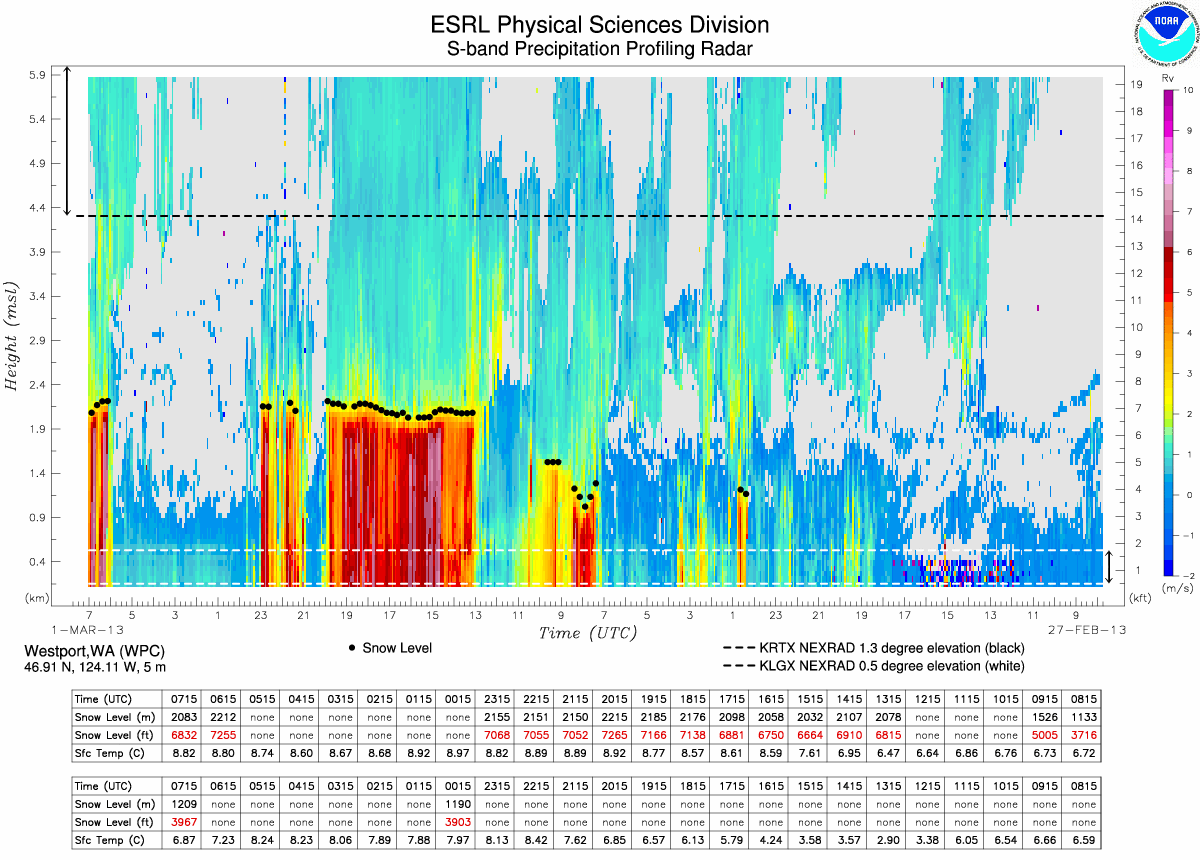 ESRL Physical Sciences Division
S-band Precipitation Profiling Radar
NOAA
NATIONAL OCEANIC AND ATMOSPHERIC ADMINISTRATION
U.S. DEPARTMENT OF COMMERCE
Rv
5.9
5.4
4.9
4.4
3.9
3.4
2.9
2.4
1.9
1.4
0.9
0.4
(km)
Height (msl)
19
18
17
16
15
14
13
12
11
10
9
8
7
6
5
4
3
2
1
(kft)
10
9
8
7
6
5
4
3
2
1
0
−1
−2
(m/s)
7 5 3 1 23 21 19 17 15 13 11 9 7 5 3 1 23 21 19 17 15 13 11 9
1-MAR-13 Time (UTC) 27-FEB-13
Westport,WA (WPC)
46.91 N, 124.11 W, 5 m
Snow Level
KRTX NEXRAD 1.3 degree elevation (black)
KLGX NEXRAD 0.5 degree elevation (white)
Time (UTC) 0715 0615 0515 0415 0315 0215 0115 0015 2315 2215 2115 2015 1915 1815 1715 1615 1515 1415 1315 1215 1115 1015 0915 0815
Snow Level (m) 2083 2212 none none none none none none 2155 2151 2150 2215 2185 2176 2098 2058 2032 2107 2078 none none none 1526 1133
Snow Level (ft) 6832 7255 none none none none none none 7068 7055 7052 7265 7166 7138 6881 6750 6664 6910 6815 none none none 5005 3716
Sfc Temp (C) 8.82 8.80 8.74 8.60 8.67 8.68 8.92 8.97 8.82 8.89 8.89 8.92 8.77 8.57 8.61 8.59 7.61 6.95 6.47 6.64 6.86 6.76 6.73 6.72
Time (UTC) 0715 0615 0515 0415 0315 0215 0115 0015 2315 2215 2115 2015 1915 1815 1715 1615 1515 1415 1315 1215 1115 1015 0915 0815
Snow Level (m) 1209 none none none none none none 1190 none none none none none none none none none none none none none none none none
Snow Level (ft) 3967 none none none none none none 3903 none none none none none none none none none none none none none none none none
Sfc Temp (C) 6.87 7.23 8.24 8.23 8.06 7.89 7.88 7.97 8.13 8.42 7.62 6.85 6.57 6.13 5.79 4.24 3.58 3.57 2.90 3.38 6.05 6.54 6.66 6.59